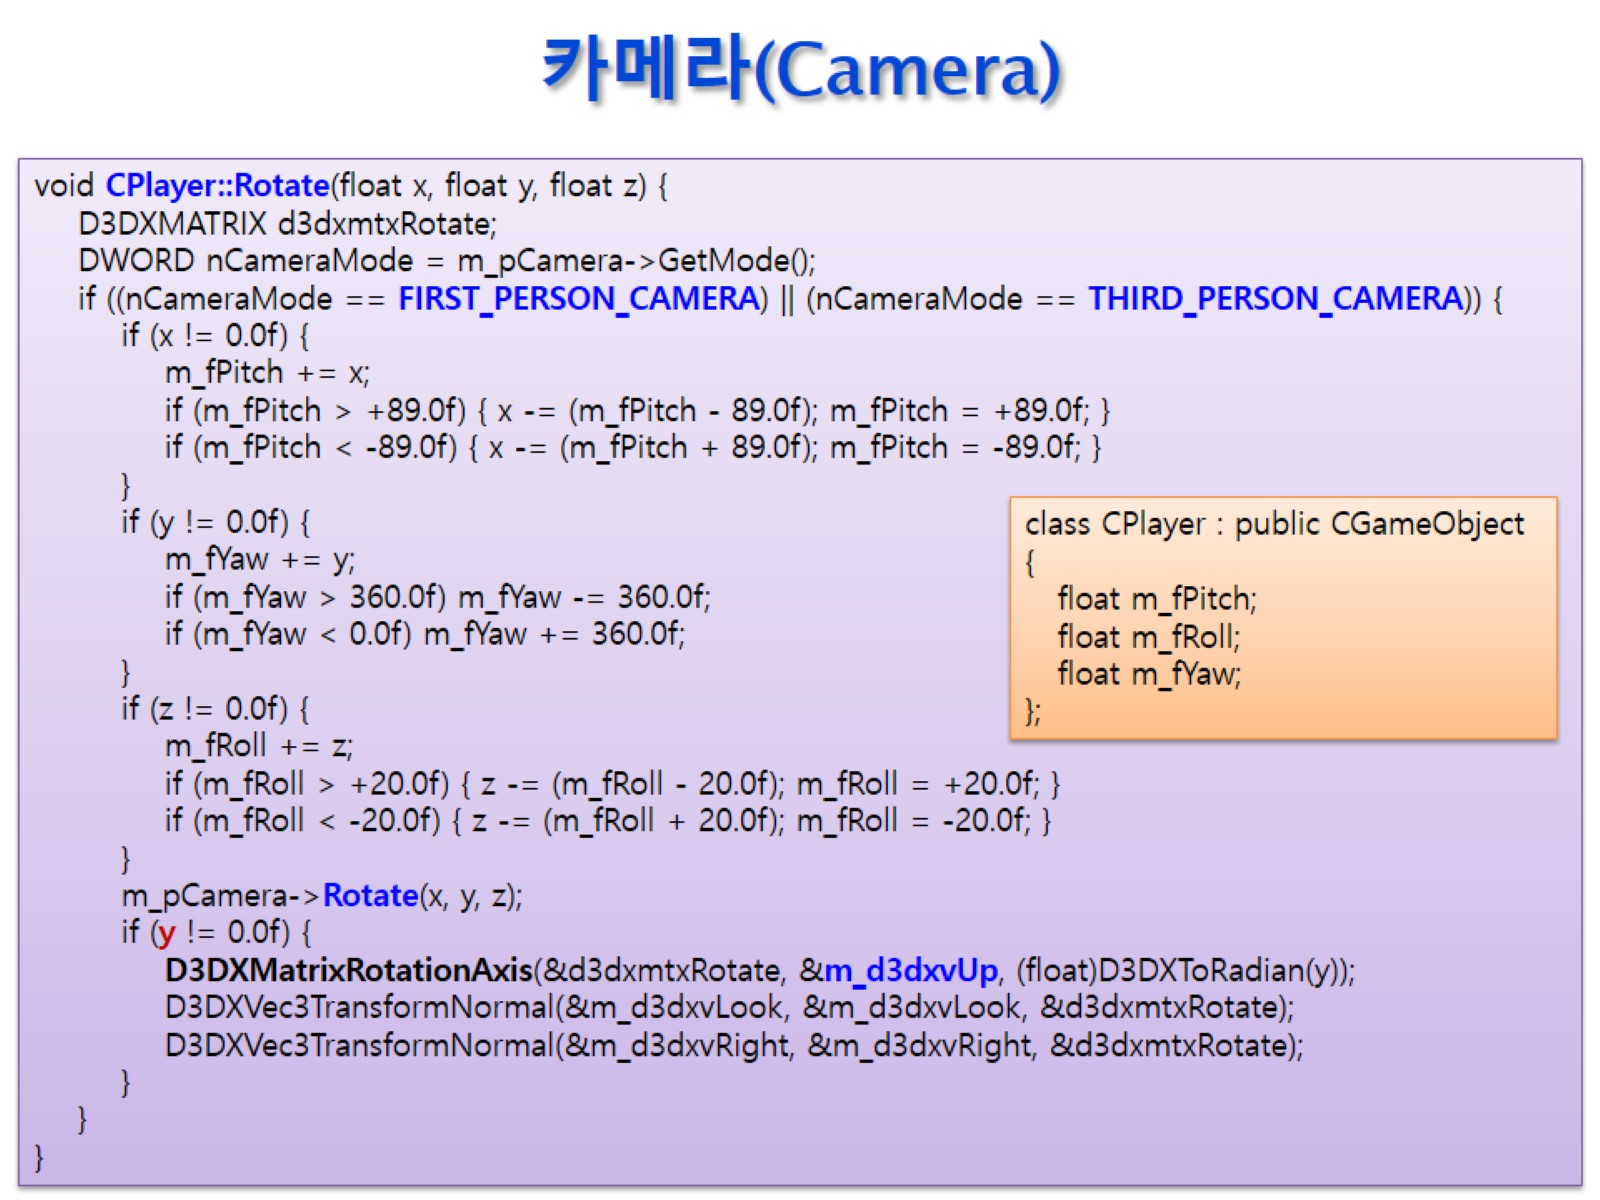 카메라(Camera)
void CPlayer::Rotate(float x, float y, float z) {
D3DXMATRIX d3dxmtxRotate;
DWORD nCameraMode = m_pCamera->GetMode();
if ((nCameraMode == FIRST_PERSON_CAMERA) || (nCameraMode == THIRD_PERSON_CAMERA)) {
if (x != 0.0f) {
m_fPitch += x;
if (m_fPitch > +89.0f) { x -= (m_fPitch - 89.0f); m_fPitch = +89.0f; }
if (m_fPitch < -89.0f) { x -= (m_fPitch + 89.0f); m_fPitch = -89.0f; }
}
if (y != 0.0f) {
m_fYaw += y;
if (m_fYaw > 360.0f) m_fYaw -= 360.0f;
if (m_fYaw < 0.0f) m_fYaw += 360.0f;
}
if (z != 0.0f) {
m_fRoll += z;
if (m_fRoll > +20.0f) { z -= (m_fRoll - 20.0f); m_fRoll = +20.0f; }
if (m_fRoll < -20.0f) { z -= (m_fRoll + 20.0f); m_fRoll = -20.0f; }
}
m_pCamera->Rotate(x, y, z);
if (y != 0.0f) {
D3DXMatrixRotationAxis(&d3dxmtxRotate, &m_d3dxvUp, (float)D3DXToRadian(y));
D3DXVec3TransformNormal(&m_d3dxvLook, &m_d3dxvLook, &d3dxmtxRotate);
D3DXVec3TransformNormal(&m_d3dxvRight, &m_d3dxvRight, &d3dxmtxRotate);
}
}
}
class CPlayer : public CGameObject
{
float m_fPitch;
float m_fRoll;
float m_fYaw;
};